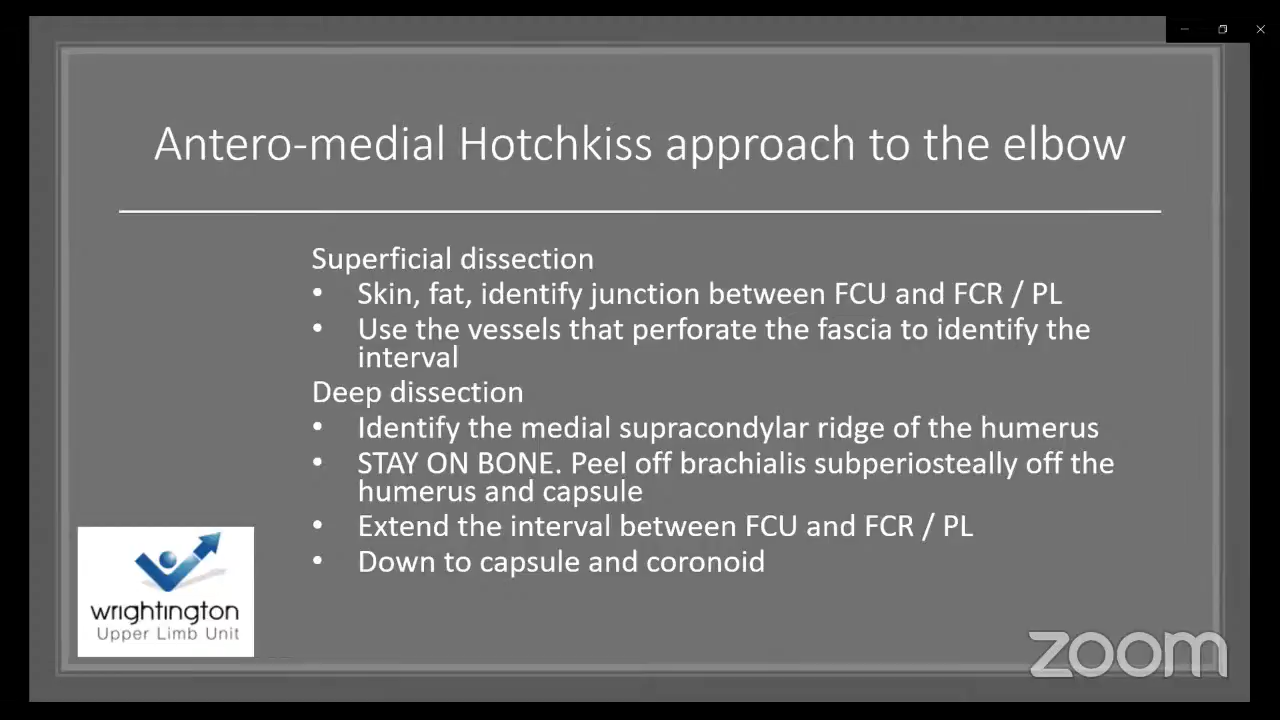 Antero-medial Hotchkiss approach to the elbow
Superficial dissection
• Skin, fat, identify junction between FCU and FCR / PL
• Use the vessels that perforate the fascia to identify the
interval
Deep dissection
• Identify the medial supracondylar ridge of the humerus
• STAY ON BONE. Peel off brachialis subperiosteally off the
humerus and capsule
• Extend the interval between FCU and FCR / PL
• Down to capsule and coronoid
wrightington
Upper Limb Unit
zoom